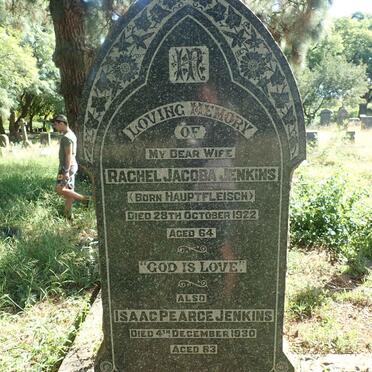 IN
LOVING MEMORY
OF
MY DEAR WIFE
RACHEL JACOBA JENKINS
(BORN HAUPTFLEISCH)
DIED 28TH OCTOBER 1922
AGED 64
"GOD IS LOVE."
ALSO
ISAAC PEARCE JENKINS
DIED 4TH DECEMBER 1930
AGED 63